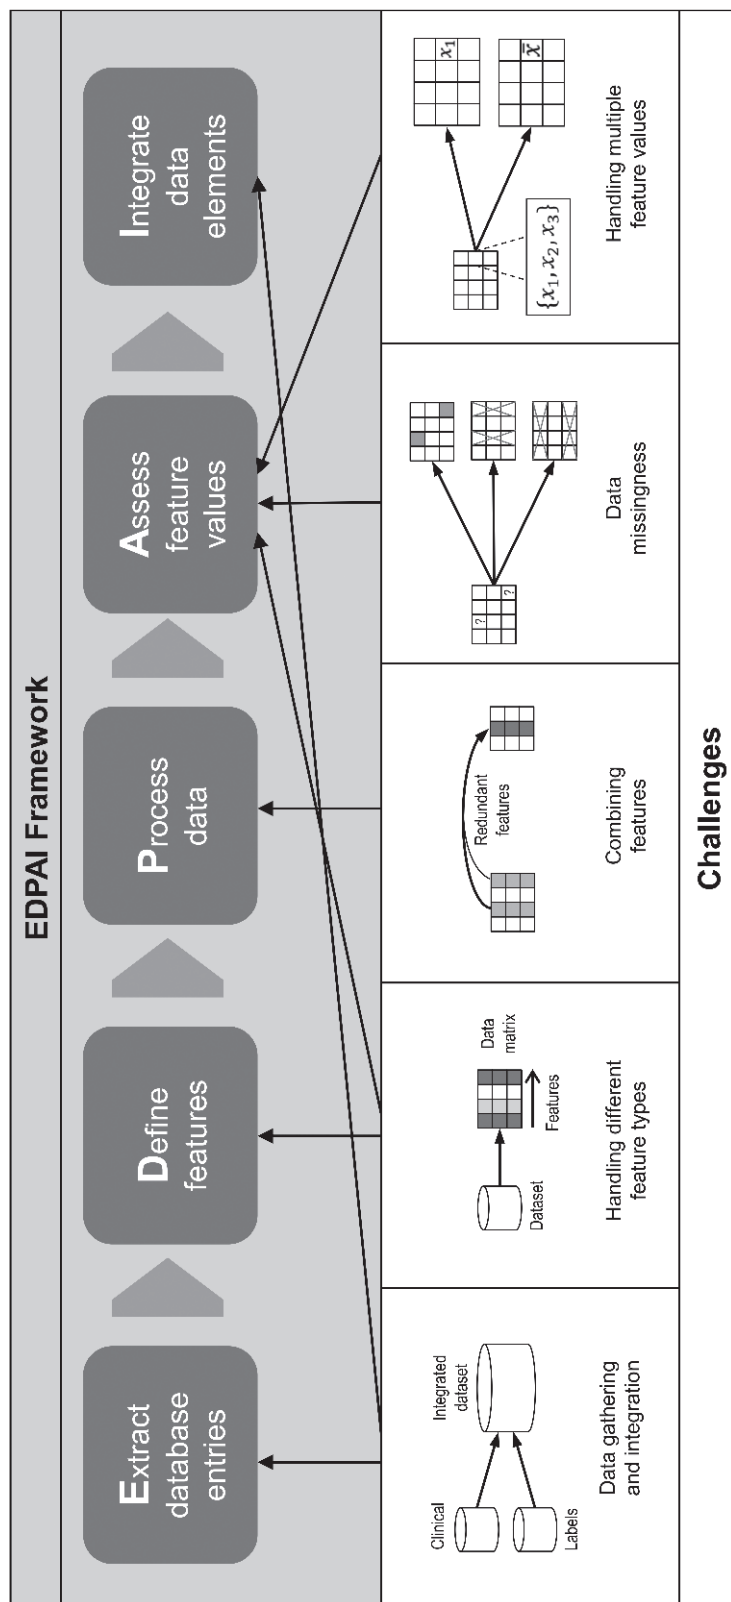 EDPAI Framework
Extract
database
entries
Define
features
Process
data
Assess
feature
values
Integrate
data
elements
Clinical
Labels
Integrated
dataset
Data gathering
and integration
Dataset
Data
matrix
Features
Handling different
feature types
Redundant
features
Combining
features
?
?
Data
missingness
{x₁, x₂, x₃}
x₁
x̄
Handling multiple
feature values
Challenges